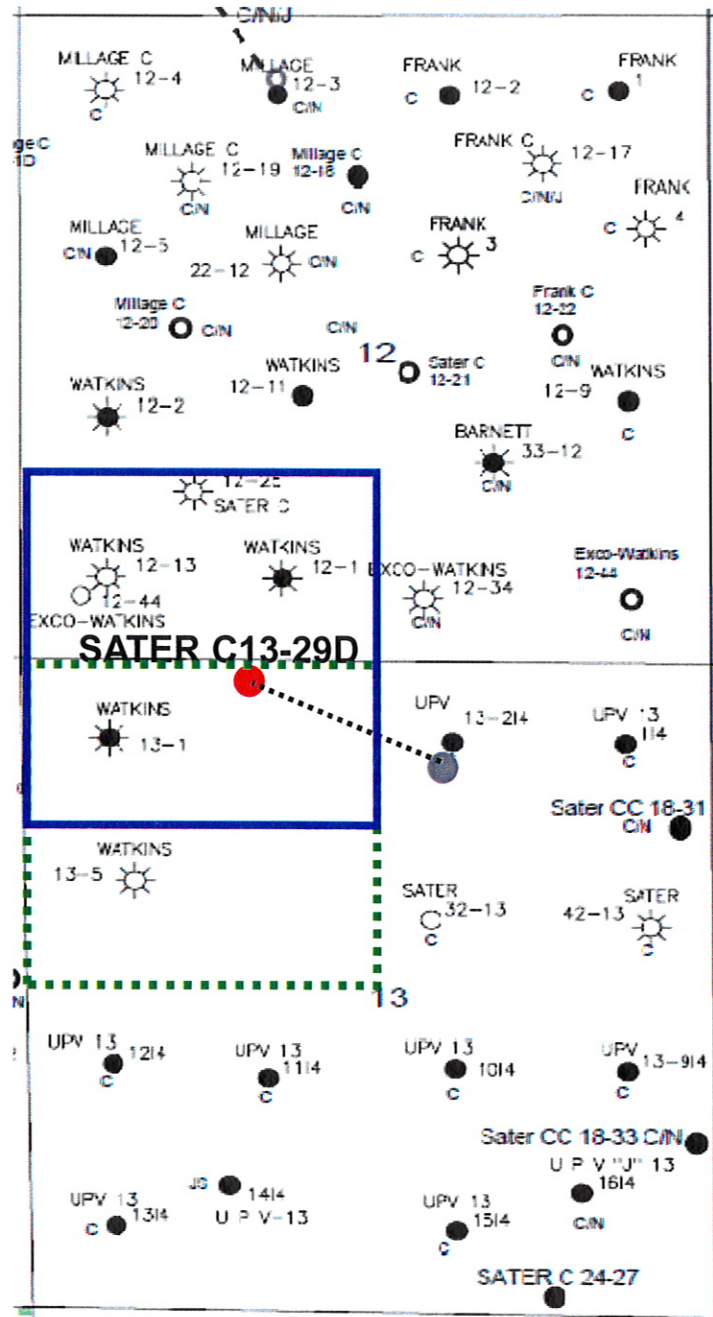 C/N/J
MILLAGE C
12-4
C
MILLAGE
12-3
C/N
FRANK
C
12-2
FRANK
C
1
ge C
-1D
MILLAGE C
12-19
C/N
Millage C
12-18
C/N
FRANK C
12-17
C/N/J
FRANK
C
4
MILLAGE
C/N
12-5
MILLAGE
C/N
22-12
FRANK
C
3
Millage C
12-20
C/N
C/N
Frank C
12-22
C/N
12
Sater C
12-21
WATKINS
12-2
WATKINS
12-11
WATKINS
12-9
C
BARNETT
33-12
C/N
SATER C
WATKINS
12-13
12-44
EXCO-WATKINS
WATKINS
12-1
EXCO-WATKINS
12-34
C/N
Exco-Watkins
12-44
C/N
SATER C13-29D
WATKINS
13-1
UPV
13-2I4
UPV 13
1I4
C
Sater CC 18-31
C/N
WATKINS
13-5
SATER
32-13
C
SATER
42-13
C
N
13
UPV 13
12I4
C
UPV 13
11I4
C
UPV 13
10I4
C
UPV
13-9I4
C
Sater CC 18-33 C/N
JS
14I4
U P V-13
U P V "J" 13
16I4
C/N
UPV 13
13I4
C
UPV 13
15I4
C
SATER C 24-27